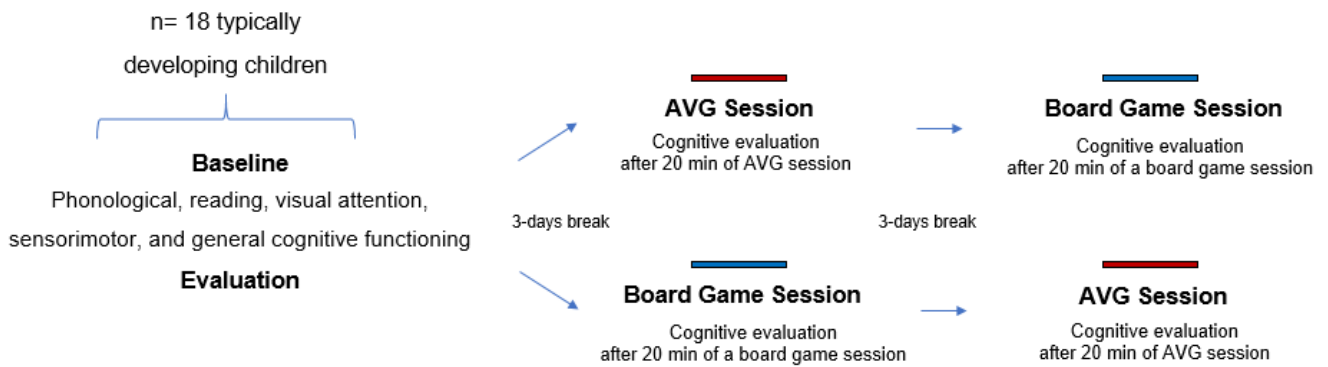 n= 18 typically
developing children
Baseline
Phonological, reading, visual attention,
sensorimotor, and general cognitive functioning
Evaluation
3-days break
AVG Session
Cognitive evaluation
after 20 min of AVG session
Board Game Session
Cognitive evaluation
after 20 min of a board game session
3-days break
Board Game Session
Cognitive evaluation
after 20 min of a board game session
AVG Session
Cognitive evaluation
after 20 min of AVG session